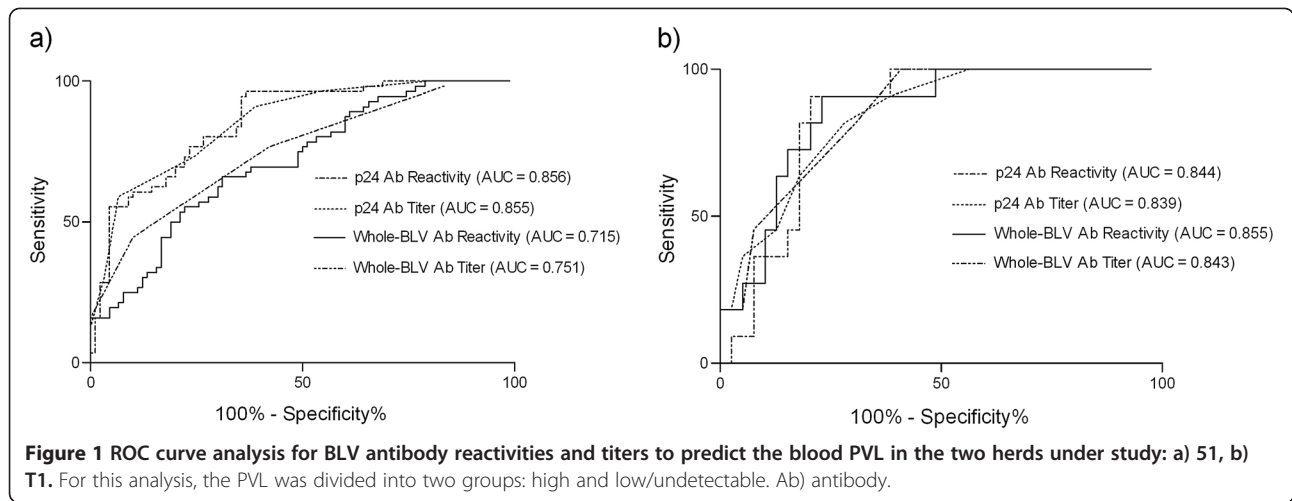 a)
100
50
0
0
50
100
Sensitivity
100% - Specificity%
p24 Ab Reactivity (AUC = 0.856)
p24 Ab Titer (AUC = 0.855)
Whole-BLV Ab Reactivity (AUC = 0.715)
Whole-BLV Ab Titer (AUC = 0.751)
b)
100
50
0
0
50
100
Sensitivity
100% - Specificity%
p24 Ab Reactivity (AUC = 0.844)
p24 Ab Titer (AUC = 0.839)
Whole-BLV Ab Reactivity (AUC = 0.855)
Whole-BLV Ab Titer (AUC = 0.843)
Figure 1 ROC curve analysis for BLV antibody reactivities and titers to predict the blood PVL in the two herds under study: a) 51, b)
T1. For this analysis, the PVL was divided into two groups: high and low/undetectable. Ab) antibody.